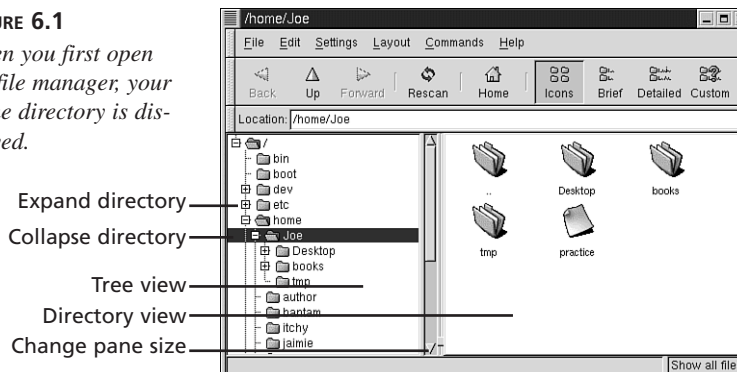 URE 6.1
en you first open
file manager, your
e directory is dis-
ed.
/home/Joe
File Edit Settings Layout Commands Help
Back Up Forward Rescan Home Icons Brief Detailed Custom
Location: /home/Joe
/
bin
boot
dev
etc
home
Joe
Desktop
books
tmp
author
bantam
itchy
jaimie
..
Desktop
books
tmp
practice
Expand directory
Collapse directory
Tree view
Directory view
Change pane size
Show all file